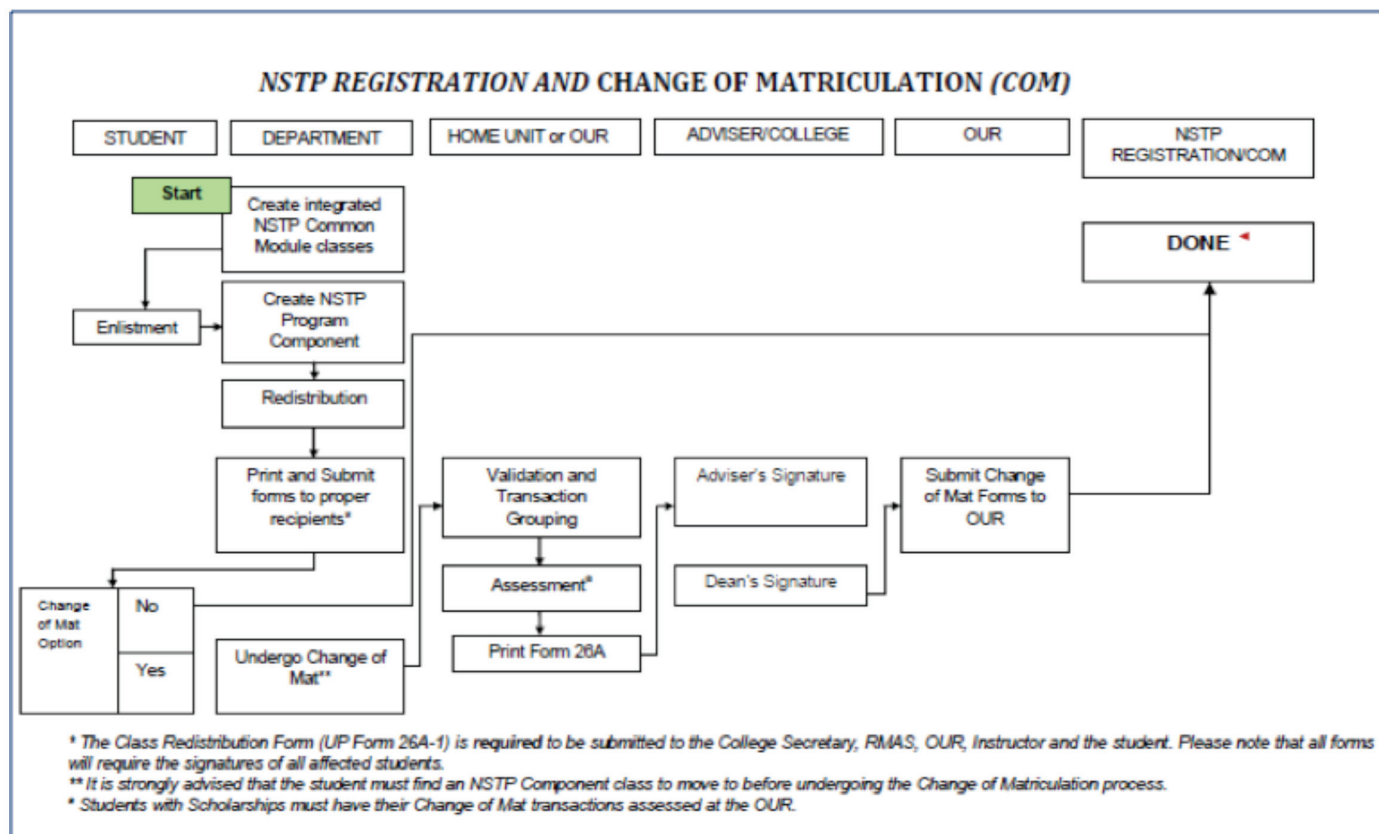 NSTP REGISTRATION AND CHANGE OF MATRICULATION (COM)
STUDENT
DEPARTMENT
HOME UNIT or OUR
ADVISER/COLLEGE
OUR
NSTP
REGISTRATION/COM
Start
Create integrated
NSTP Common
Module classes
DONE
Enlistment
Create NSTP
Program
Component
Redistribution
Print and Submit
forms to proper
recipients*
Validation and
Transaction
Grouping
Adviser's Signature
Submit Change
of Mat Forms to
OUR
Assessment*
Dean's Signature
Change
of Mat
Option
No
Yes
Undergo Change of
Mat**
Print Form 26A
* The Class Redistribution Form (UP Form 26A-1) is required to be submitted to the College Secretary, RMAS, OUR, Instructor and the student. Please note that all forms
will require the signatures of all affected students.
** It is strongly advised that the student must find an NSTP Component class to move to before undergoing the Change of Matriculation process.
* Students with Scholarships must have their Change of Mat transactions assessed at the OUR.